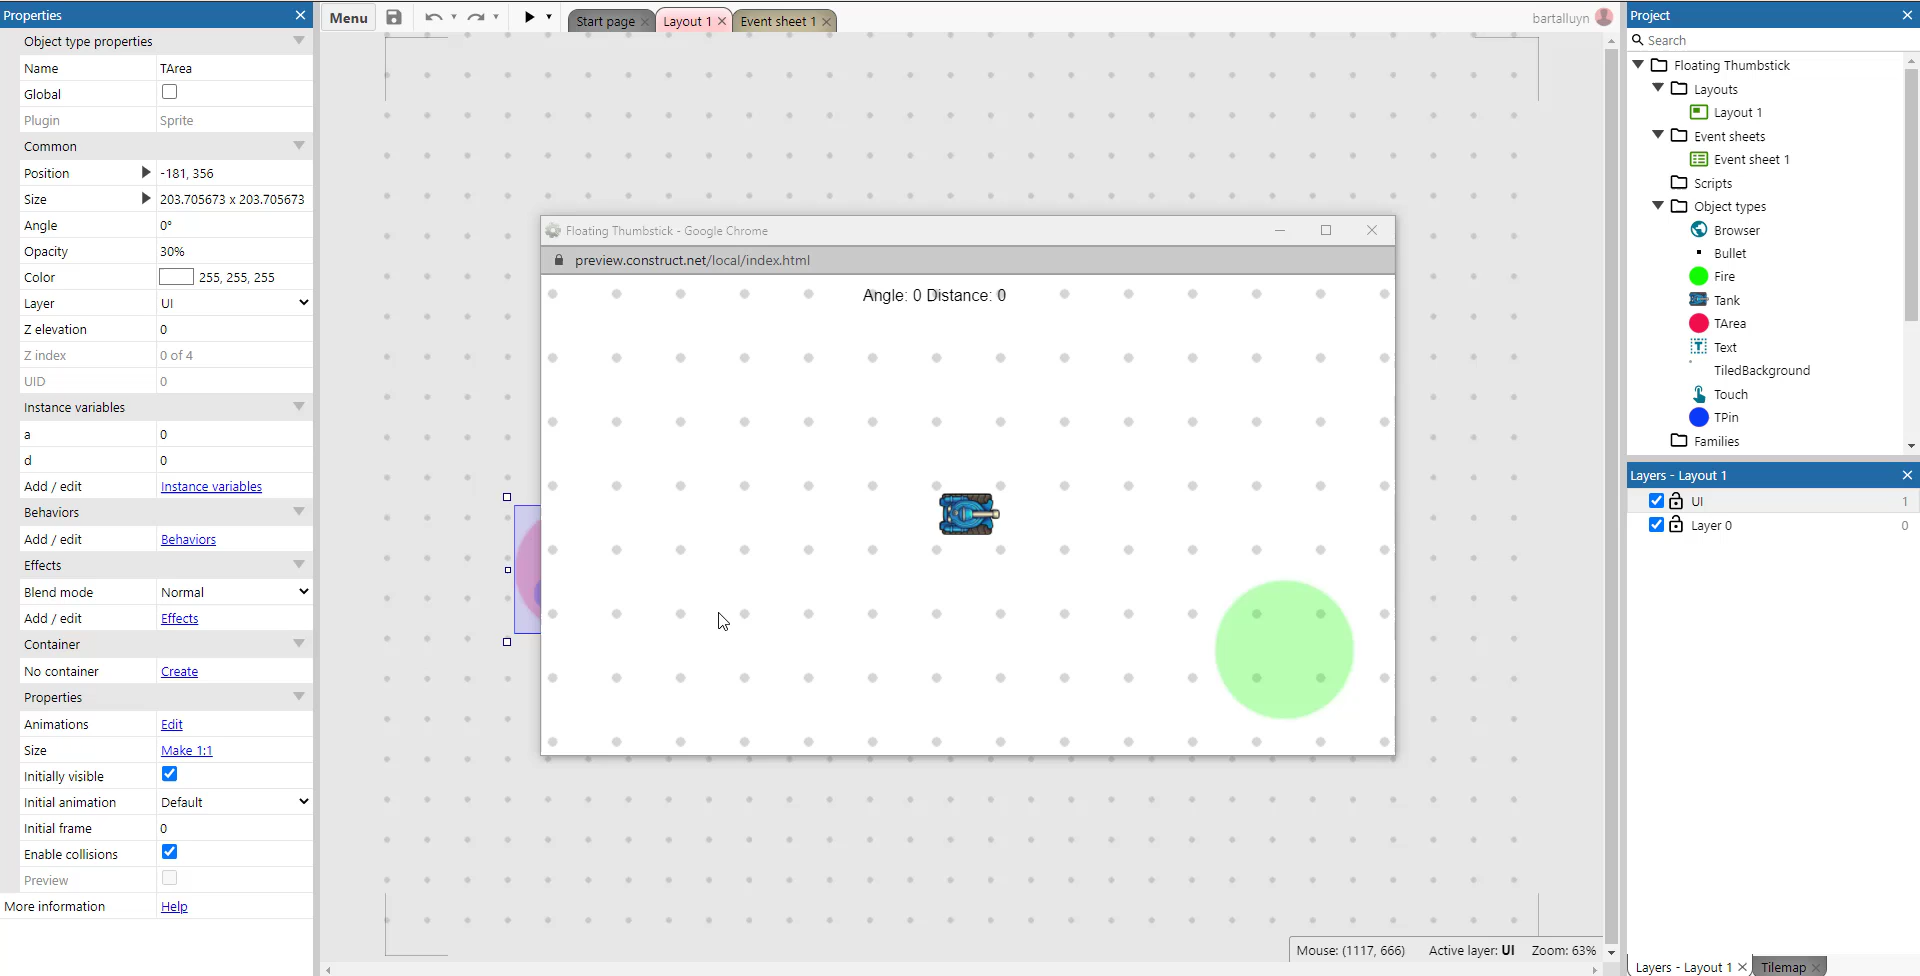 Properties
Object type properties
Name TArea
Global
Plugin Sprite
Common
Position -181, 356
Size 203.705673 x 203.705673
Angle 0°
Opacity 30%
Color 255, 255, 255
Layer UI
Z elevation 0
Z index 0 of 4
UID 0
Instance variables
a 0
d 0
Add / edit Instance variables
Behaviors
Add / edit Behaviors
Effects
Blend mode Normal
Add / edit Effects
Container
No container Create
Properties
Animations Edit
Size Make 1:1
Initially visible
Initial animation Default
Initial frame 0
Enable collisions
Preview
More information Help
Menu
Start page
Layout 1
Event sheet 1
bartalluyn
Floating Thumbstick - Google Chrome
preview.construct.net/local/index.html
Angle: 0 Distance: 0
Mouse: (1117, 666) Active layer: UI Zoom: 63%
Project
Search
Floating Thumbstick
Layouts
Layout 1
Event sheets
Event sheet 1
Scripts
Object types
Browser
Bullet
Fire
Tank
TArea
Text
TiledBackground
Touch
TPin
Families
Layers - Layout 1
UI 1
Layer 0 0
Layers - Layout 1
Tilemap